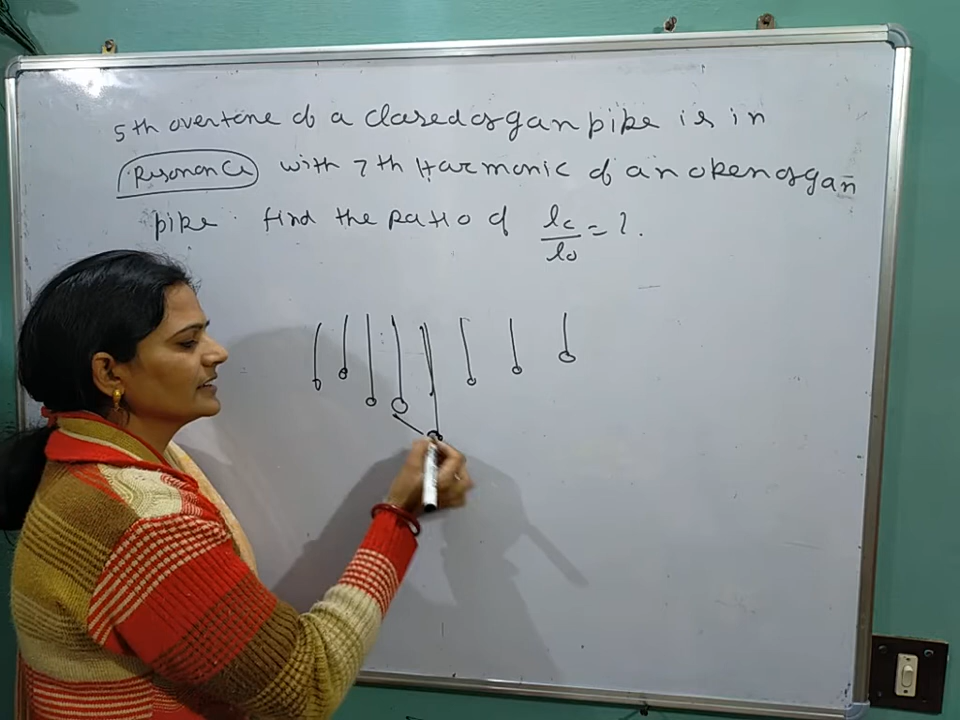 5th overtone of a closed organ pipe is in
Resonance with 7th Harmonic of an open organ
pipe. find the Ratio of lc/lo = ?.